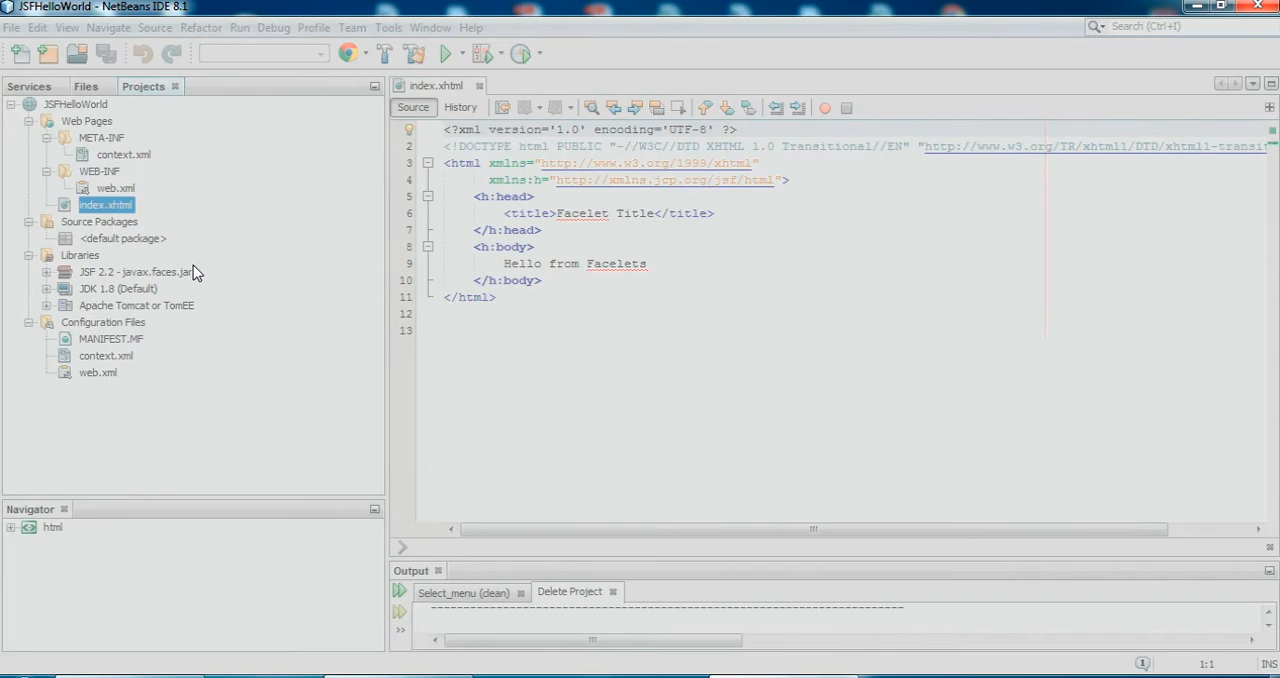 JSFHelloWorld - NetBeans IDE 8.1
File Edit View Navigate Source Refactor Run Debug Profile Team Tools Window Help
Search (Ctrl+I)
Services Files Projects
JSFHelloWorld
Web Pages
META-INF
context.xml
WEB-INF
web.xml
index.xhtml
Source Packages
<default package>
Libraries
JSF 2.2 - javax.faces.jar
JDK 1.8 (Default)
Apache Tomcat or TomEE
Configuration Files
MANIFEST.MF
context.xml
web.xml
Navigator
html
index.xhtml
Source History
1 <?xml version='1.0' encoding='UTF-8' ?>
2 <!DOCTYPE html PUBLIC "-//W3C//DTD XHTML 1.0 Transitional//EN" "http://www.w3.org/TR/xhtml1/DTD/xhtml1-transit
3 <html xmlns="http://www.w3.org/1999/xhtml"
4 xmlns:h="http://xmlns.jcp.org/jsf/html">
5 <h:head>
6 <title>Facelet Title</title>
7 </h:head>
8 <h:body>
9 Hello from Facelets
10 </h:body>
11 </html>
12
13
Output
Select_menu (clean) Delete Project
1:1 INS